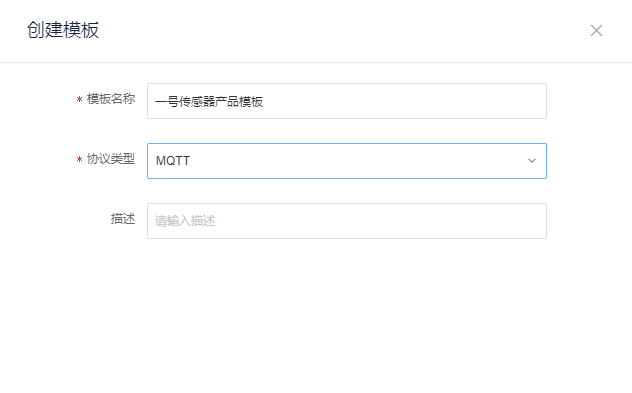 创建模板
* 模板名称
一号传感器产品模板
* 协议类型
MQTT
描述
请输入描述